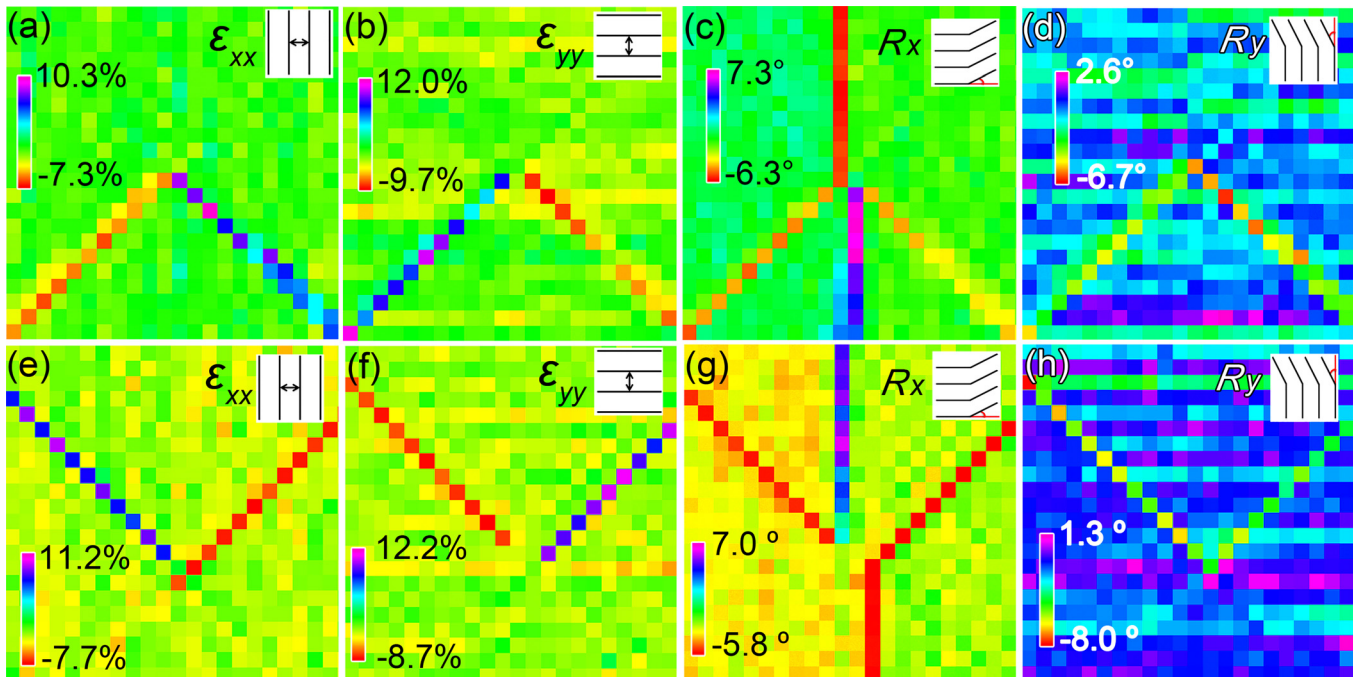 (a)
εxx
10.3%
-7.3%
(b)
εyy
12.0%
-9.7%
(c)
Rx
7.3°
-6.3°
(d)
Ry
2.6°
-6.7°
(e)
εxx
11.2%
-7.7%
(f)
εyy
12.2%
-8.7%
(g)
Rx
7.0 º
-5.8 º
(h)
Ry
1.3 º
-8.0 º